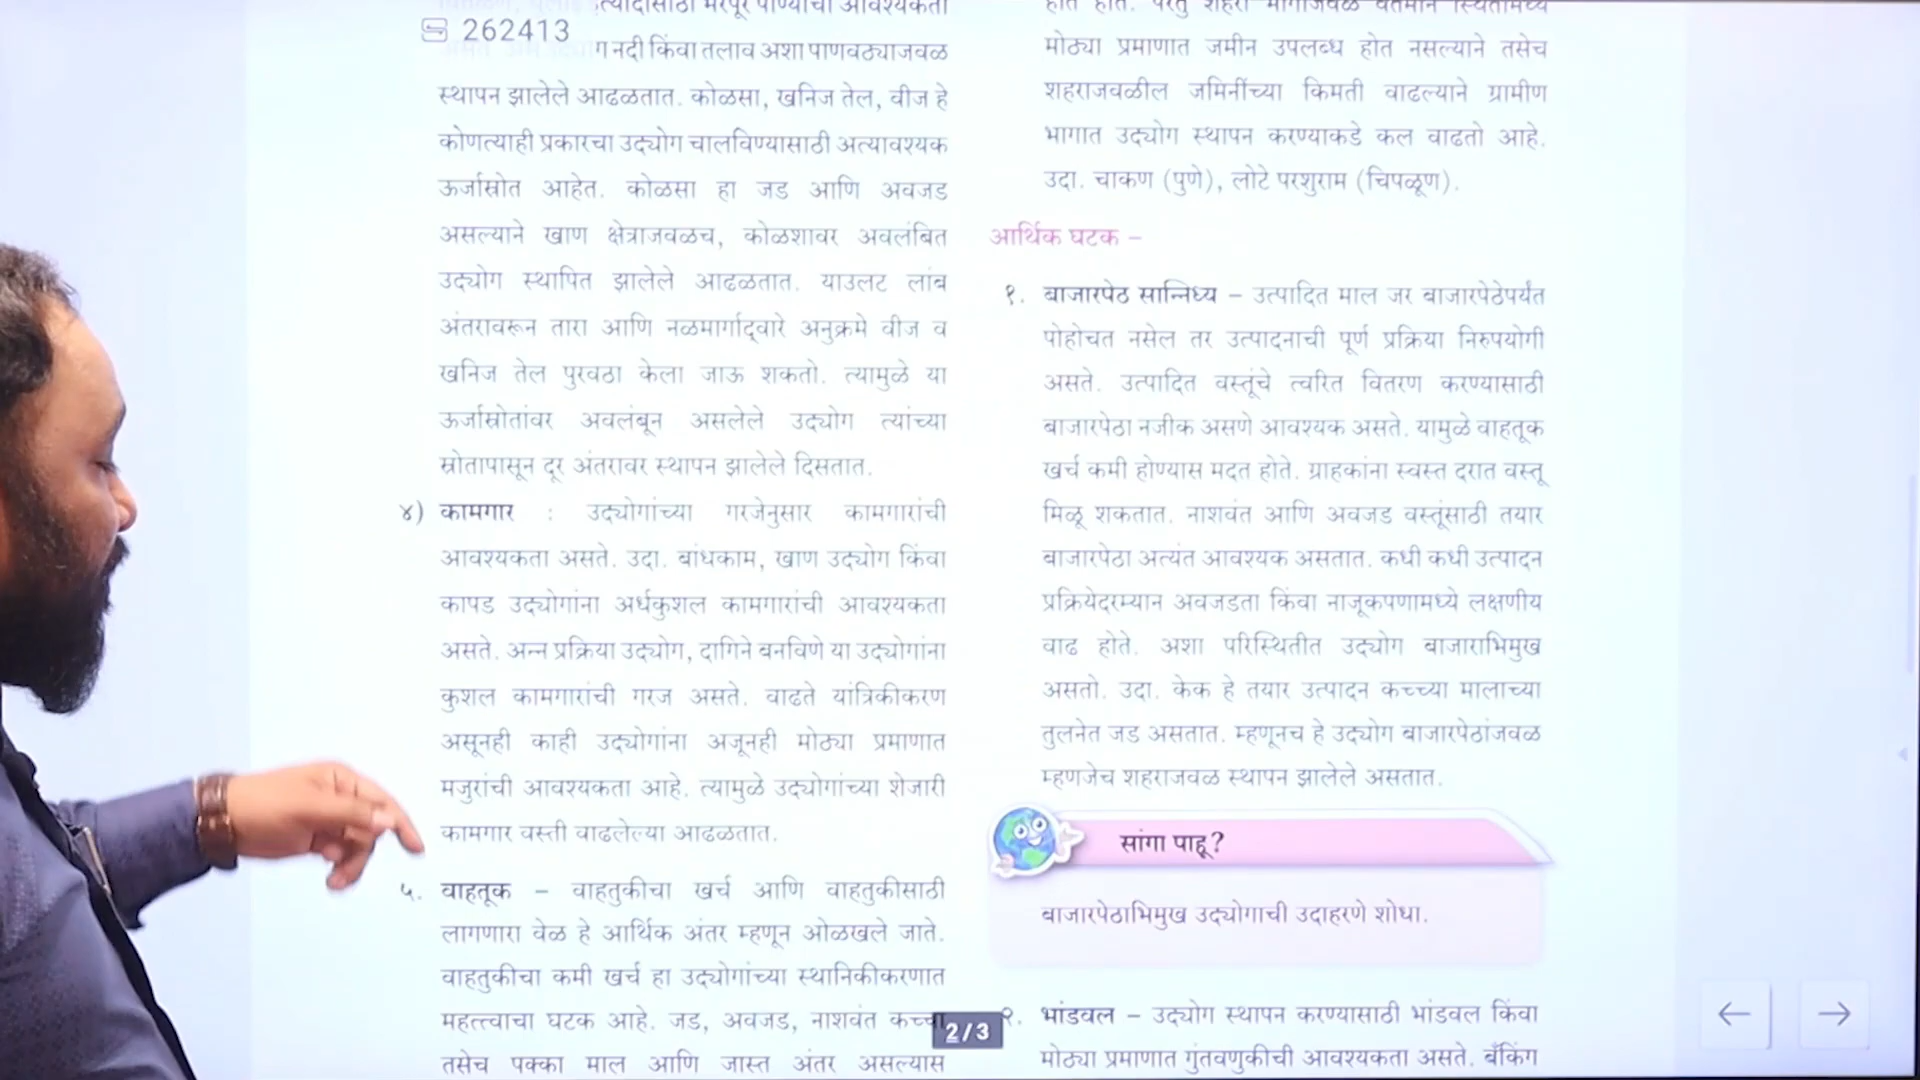 262413
त्यादींसाठी भरपूर पाण्याची आवश्यकता
ग नदी किंवा तलाव अशा पाणवठ्याजवळ
स्थापन झालेले आढळतात. कोळसा, खनिज तेल, वीज हे
कोणत्याही प्रकारचा उद्योग चालविण्यासाठी अत्यावश्यक
ऊर्जास्रोत आहेत. कोळसा हा जड आणि अवजड
असल्याने खाण क्षेत्राजवळच, कोळशावर अवलंबित
उद्योग स्थापित झालेले आढळतात. याउलट लांब
अंतरावरून तारा आणि नळमार्गाद्वारे अनुक्रमे वीज व
खनिज तेल पुरवठा केला जाऊ शकतो. त्यामुळे या
ऊर्जास्रोतांवर अवलंबून असलेले उद्योग त्यांच्या
स्रोतापासून दूर अंतरावर स्थापन झालेले दिसतात.
४) कामगार : उद्योगांच्या गरजेनुसार कामगारांची
आवश्यकता असते. उदा. बांधकाम, खाण उद्योग किंवा
कापड उद्योगांना अर्धकुशल कामगारांची आवश्यकता
असते. अन्न प्रक्रिया उद्योग, दागिने बनविणे या उद्योगांना
कुशल कामगारांची गरज असते. वाढते यांत्रिकीकरण
असूनही काही उद्योगांना अजूनही मोठ्या प्रमाणात
मजुरांची आवश्यकता आहे. त्यामुळे उद्योगांच्या शेजारी
कामगार वस्ती वाढलेल्या आढळतात.
५. वाहतूक – वाहतुकीचा खर्च आणि वाहतुकीसाठी
लागणारा वेळ हे आर्थिक अंतर म्हणून ओळखले जाते.
वाहतुकीचा कमी खर्च हा उद्योगांच्या स्थानिकीकरणात
महत्त्वाचा घटक आहे. जड, अवजड, नाशवंत कच्चा
तसेच पक्का माल आणि जास्त अंतर असल्यास
होते होते. परंतु शहरी भागाजवळ वर्तमान स्थितीमध्ये
मोठ्या प्रमाणात जमीन उपलब्ध होत नसल्याने तसेच
शहराजवळील जमिनींच्या किमती वाढल्याने ग्रामीण
भागात उद्योग स्थापन करण्याकडे कल वाढतो आहे.
उदा. चाकण (पुणे), लोटे परशुराम (चिपळूण).
आर्थिक घटक –
१. बाजारपेठ सान्निध्य – उत्पादित माल जर बाजारपेठेपर्यंत
पोहोचत नसेल तर उत्पादनाची पूर्ण प्रक्रिया निरुपयोगी
असते. उत्पादित वस्तूंचे त्वरित वितरण करण्यासाठी
बाजारपेठा नजीक असणे आवश्यक असते. यामुळे वाहतूक
खर्च कमी होण्यास मदत होते. ग्राहकांना स्वस्त दरात वस्तू
मिळू शकतात. नाशवंत आणि अवजड वस्तूंसाठी तयार
बाजारपेठा अत्यंत आवश्यक असतात. कधी कधी उत्पादन
प्रक्रियेदरम्यान अवजडता किंवा नाजूकपणामध्ये लक्षणीय
वाढ होते. अशा परिस्थितीत उद्योग बाजाराभिमुख
असतो. उदा. केक हे तयार उत्पादन कच्च्या मालाच्या
तुलनेत जड असतात. म्हणूनच हे उद्योग बाजारपेठांजवळ
म्हणजेच शहराजवळ स्थापन झालेले असतात.
सांगा पाहू?
बाजारपेठाभिमुख उद्योगाची उदाहरणे शोधा.
२. भांडवल – उद्योग स्थापन करण्यासाठी भांडवल किंवा
मोठ्या प्रमाणात गुंतवणुकीची आवश्यकता असते. बँकिंग
2/3